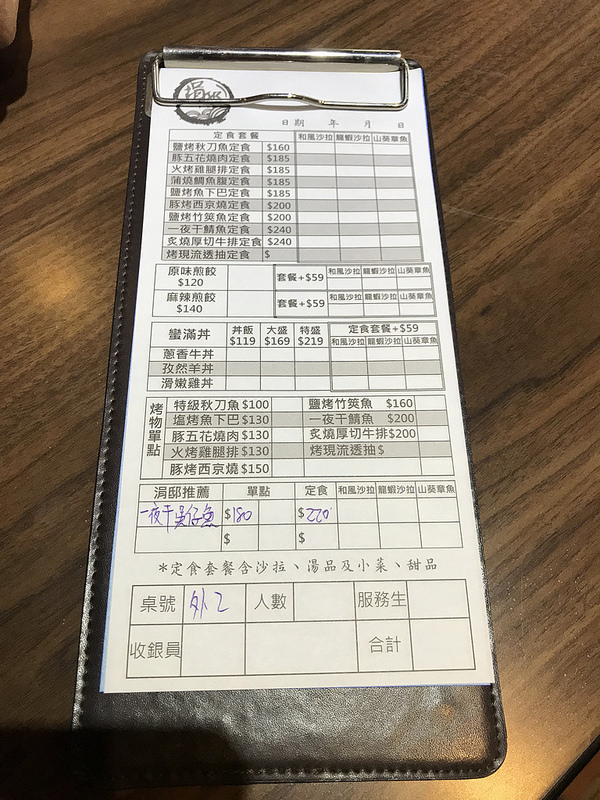 涓邸
日期 年 月 日
定食套餐 和風沙拉 龍蝦沙拉 山葵章魚
鹽烤秋刀魚定食 $160
豚五花燒肉定食 $185
火烤雞腿排定食 $185
蒲燒鯛魚腹定食 $185
鹽烤魚下巴定食 $185
豚烤西京燒定食 $200
鹽烤竹筴魚定食 $200
一夜干鯖魚定食 $240
炙燒厚切牛排定食 $240
烤現流透抽定食 $
原味煎餃 $120 套餐+$59 和風沙拉 龍蝦沙拉 山葵章魚
麻辣煎餃 $140 套餐+$59 和風沙拉 龍蝦沙拉 山葵章魚
蠻滿丼 丼飯 $119 大盛 $169 特盛 $219 定食套餐+$59
和風沙拉 龍蝦沙拉 山葵章魚
蔥香牛丼
孜然羊丼
滑嫩雞丼
烤物單點
特級秋刀魚 $100 鹽烤竹筴魚 $160
塩烤魚下巴 $130 一夜干鯖魚 $200
豚五花燒肉 $130 炙燒厚切牛排 $200
火烤雞腿排 $130 烤現流透抽 $
豚烤西京燒 $150
涓邸推薦 單點 定食 和風沙拉 龍蝦沙拉 山葵章魚
一夜干吳仔魚 $180 $220
$ $
*定食套餐含沙拉、湯品及小菜、甜品
桌號 外2 人數 服務生
收銀員 合計